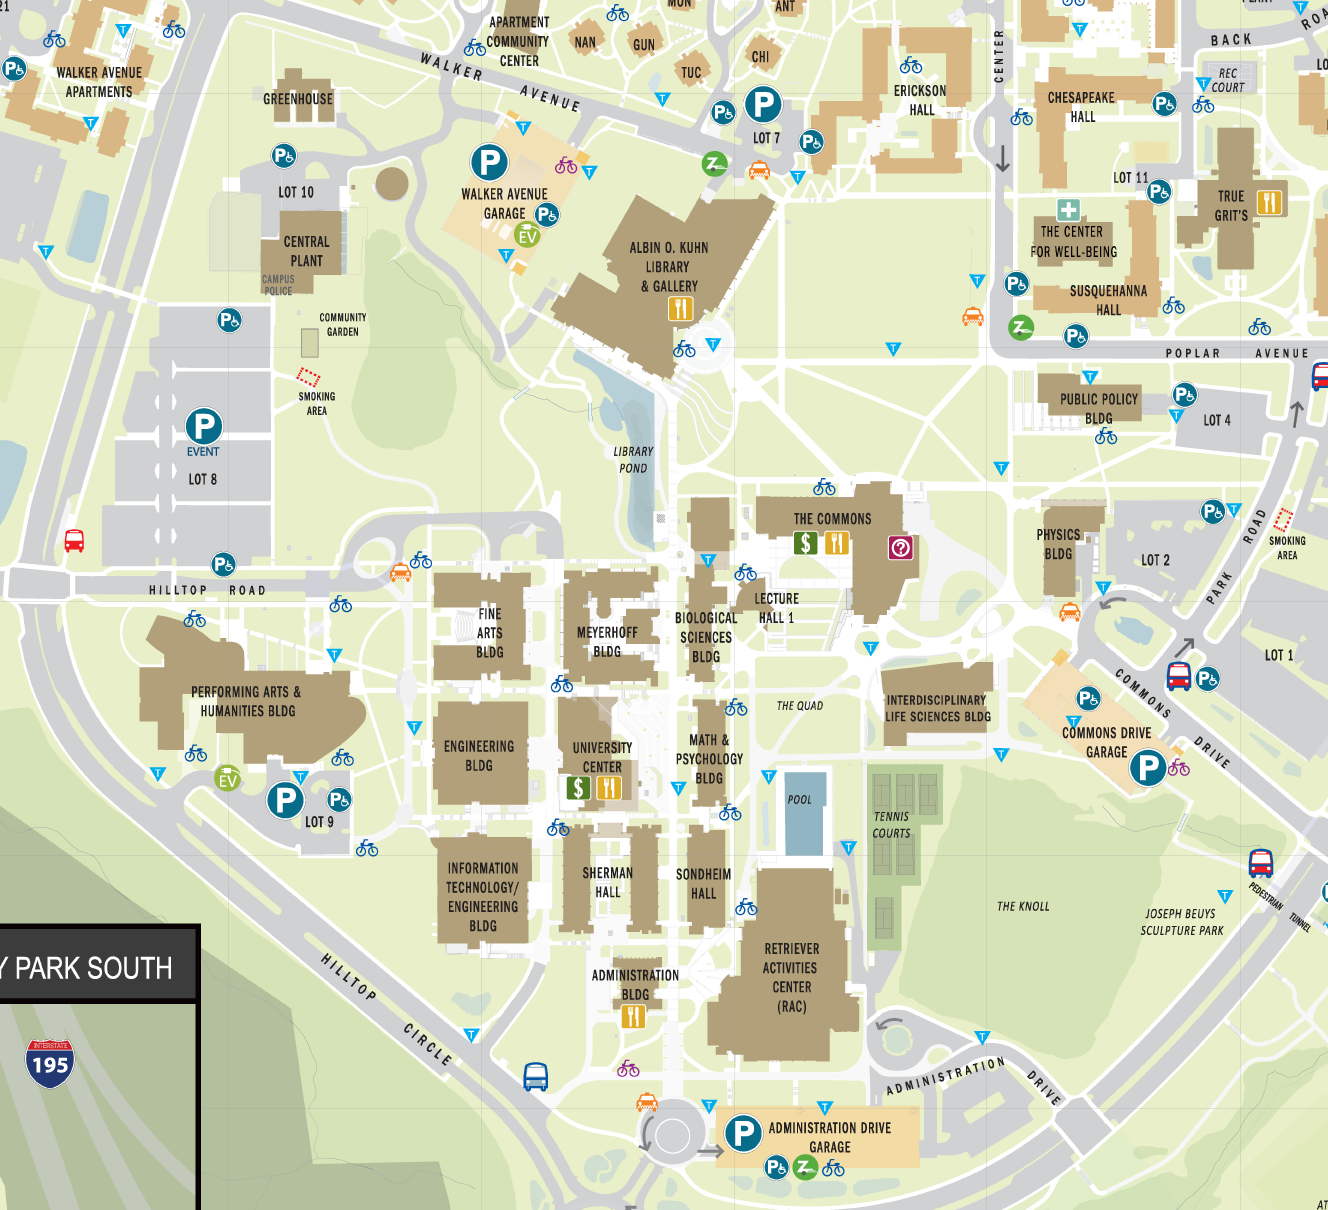 21
WALKER AVENUE
APARTMENTS
APARTMENT
COMMUNITY
CENTER
MON
ANT
NAN
GUN
TUC
CHI
WALKER AVENUE
GREENHOUSE
LOT 7
ERICKSON
HALL
CENTER
BACK ROA
PLANT
REC
COURT
LO
CHESAPEAKE
HALL
LOT 10
LOT 11
WALKER AVENUE
GARAGE
EV
CENTRAL
PLANT
CAMPUS
POLICE
ALBIN O. KUHN
LIBRARY
& GALLERY
TRUE
GRIT'S
THE CENTER
FOR WELL-BEING
SUSQUEHANNA
HALL
COMMUNITY
GARDEN
POPLAR AVENUE
SMOKING
AREA
P
EVENT
LOT 8
LIBRARY
POND
PUBLIC POLICY
BLDG
LOT 4
THE COMMONS
PHYSICS
BLDG
LOT 2
PARK ROAD
SMOKING
AREA
HILLTOP ROAD
FINE
ARTS
BLDG
MEYERHOFF
BLDG
BIOLOGICAL
SCIENCES
BLDG
LECTURE
HALL 1
LOT 1
PERFORMING ARTS &
HUMANITIES BLDG
THE QUAD
INTERDISCIPLINARY
LIFE SCIENCES BLDG
COMMONS DRIVE
COMMONS DRIVE
GARAGE
P
ENGINEERING
BLDG
UNIVERSITY
CENTER
MATH &
PSYCHOLOGY
BLDG
EV
P
LOT 9
POOL
TENNIS
COURTS
INFORMATION
TECHNOLOGY/
ENGINEERING
BLDG
SHERMAN
HALL
SONDHEIM
HALL
THE KNOLL
JOSEPH BEUYS
SCULPTURE PARK
PEDESTRIAN TUNNEL
Y PARK SOUTH
HILLTOP CIRCLE
ADMINISTRATION
BLDG
RETRIEVER
ACTIVITIES
CENTER
(RAC)
INTERSTATE
195
ADMINISTRATION DRIVE
P
ADMINISTRATION DRIVE
GARAGE
AT